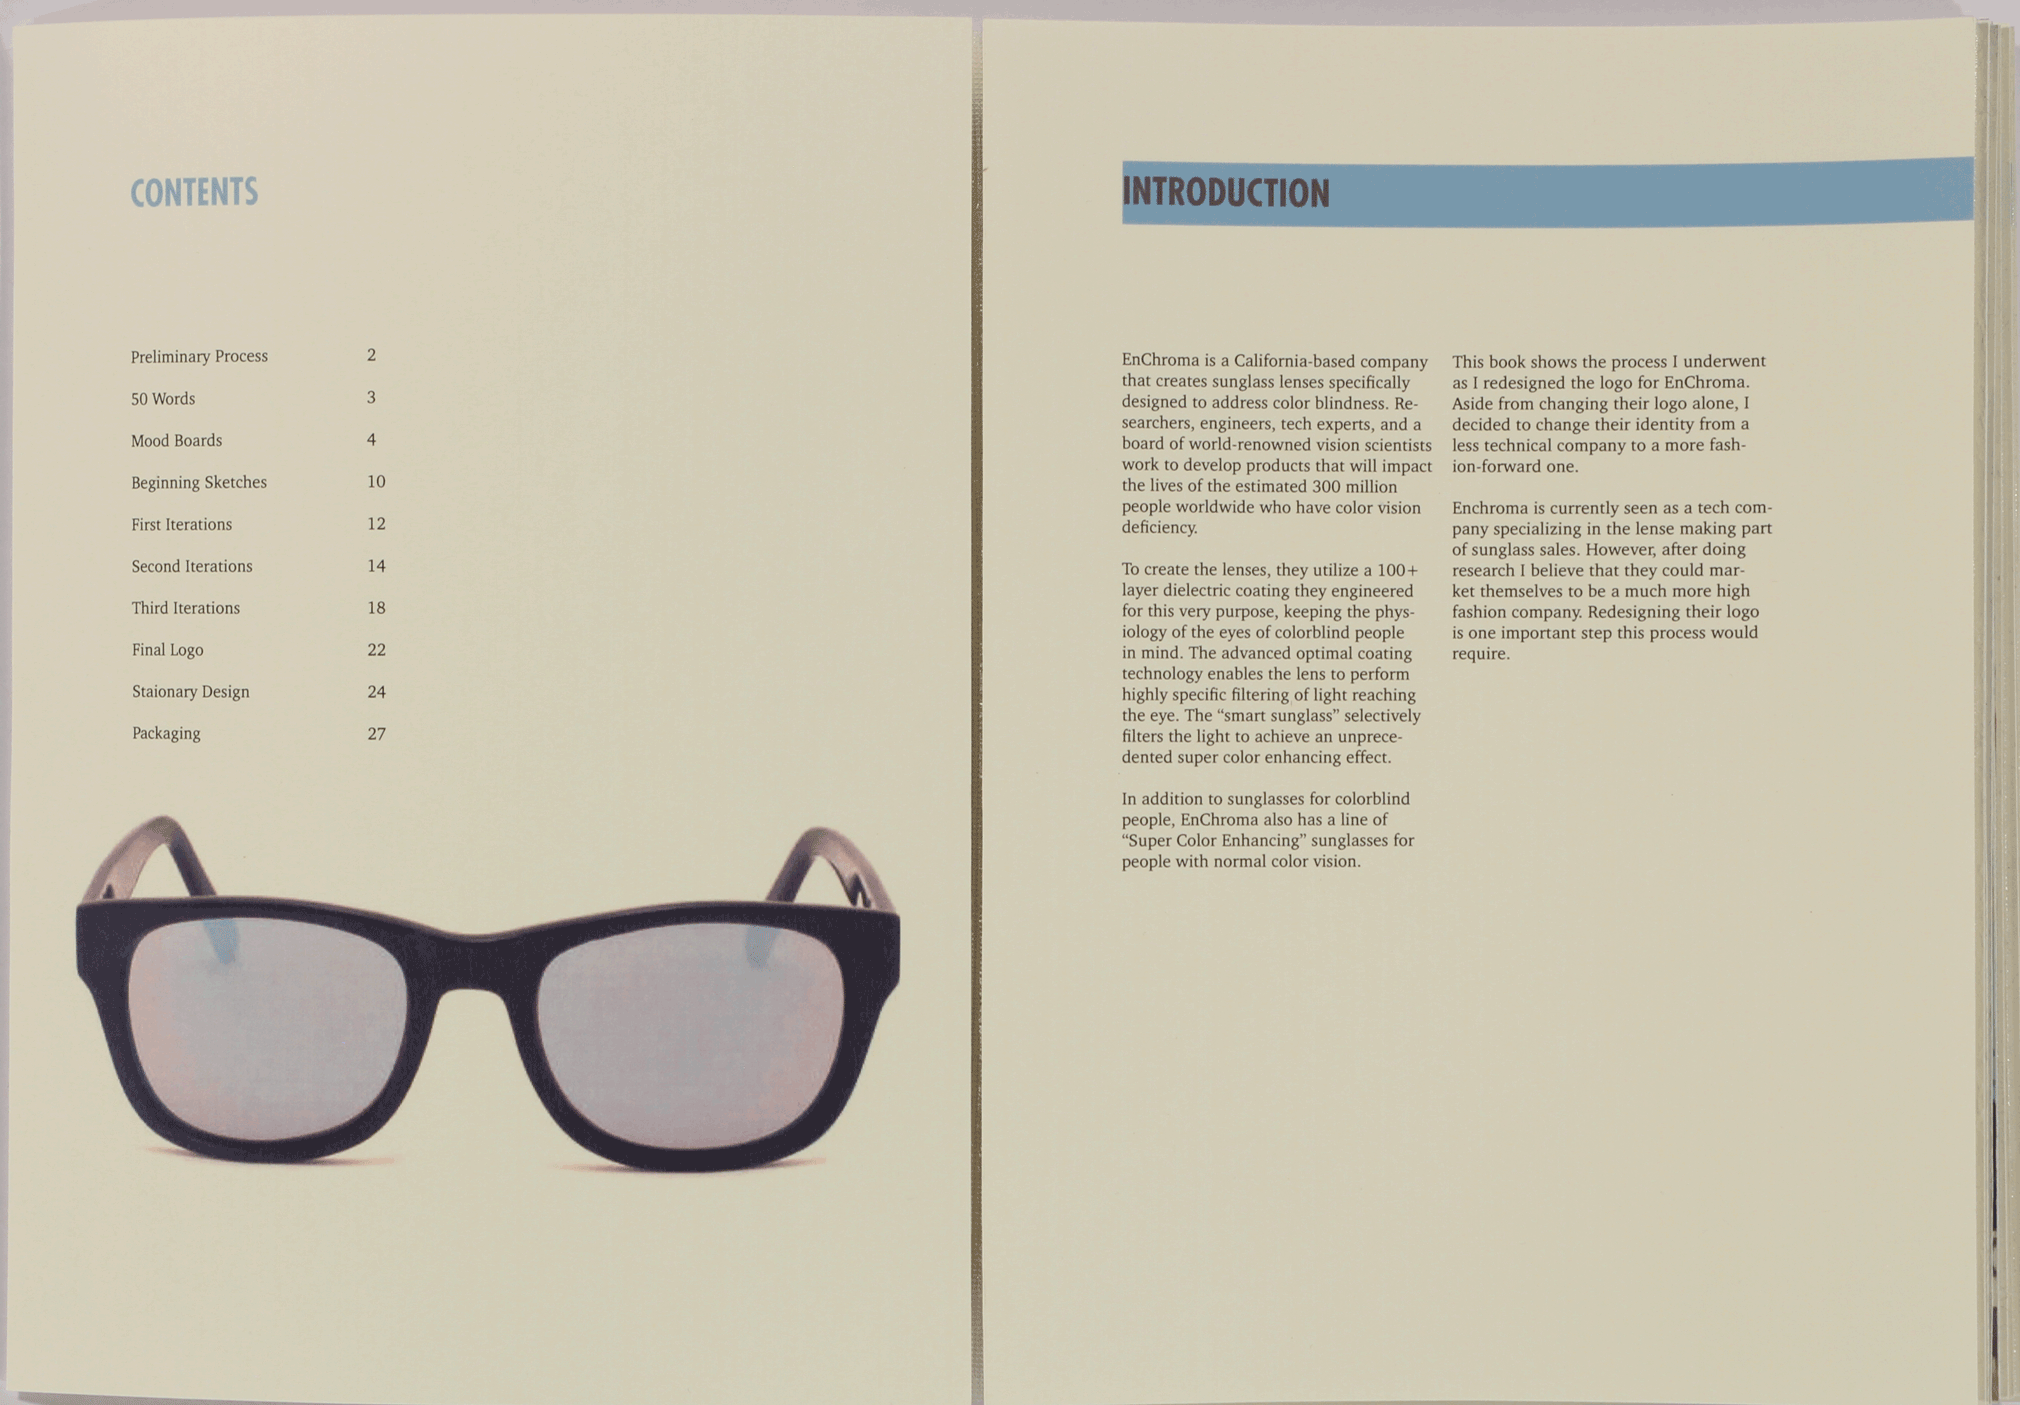 CONTENTS
Preliminary Process 2
50 Words 3
Mood Boards 4
Beginning Sketches 10
First Iterations 12
Second Iterations 14
Third Iterations 18
Final Logo 22
Staionary Design 24
Packaging 27
INTRODUCTION
EnChroma is a California-based company
that creates sunglass lenses specifically
designed to address color blindness. Re-
searchers, engineers, tech experts, and a
board of world-renowned vision scientists
work to develop products that will impact
the lives of the estimated 300 million
people worldwide who have color vision
deficiency.
To create the lenses, they utilize a 100+
layer dielectric coating they engineered
for this very purpose, keeping the phys-
iology of the eyes of colorblind people
in mind. The advanced optimal coating
technology enables the lens to perform
highly specific filtering of light reaching
the eye. The “smart sunglass” selectively
filters the light to achieve an unprece-
dented super color enhancing effect.
In addition to sunglasses for colorblind
people, EnChroma also has a line of
“Super Color Enhancing” sunglasses for
people with normal color vision.
This book shows the process I underwent
as I redesigned the logo for EnChroma.
Aside from changing their logo alone, I
decided to change their identity from a
less technical company to a more fash-
ion-forward one.
Enchroma is currently seen as a tech com-
pany specializing in the lense making part
of sunglass sales. However, after doing
research I believe that they could mar-
ket themselves to be a much more high
fashion company. Redesigning their logo
is one important step this process would
require.